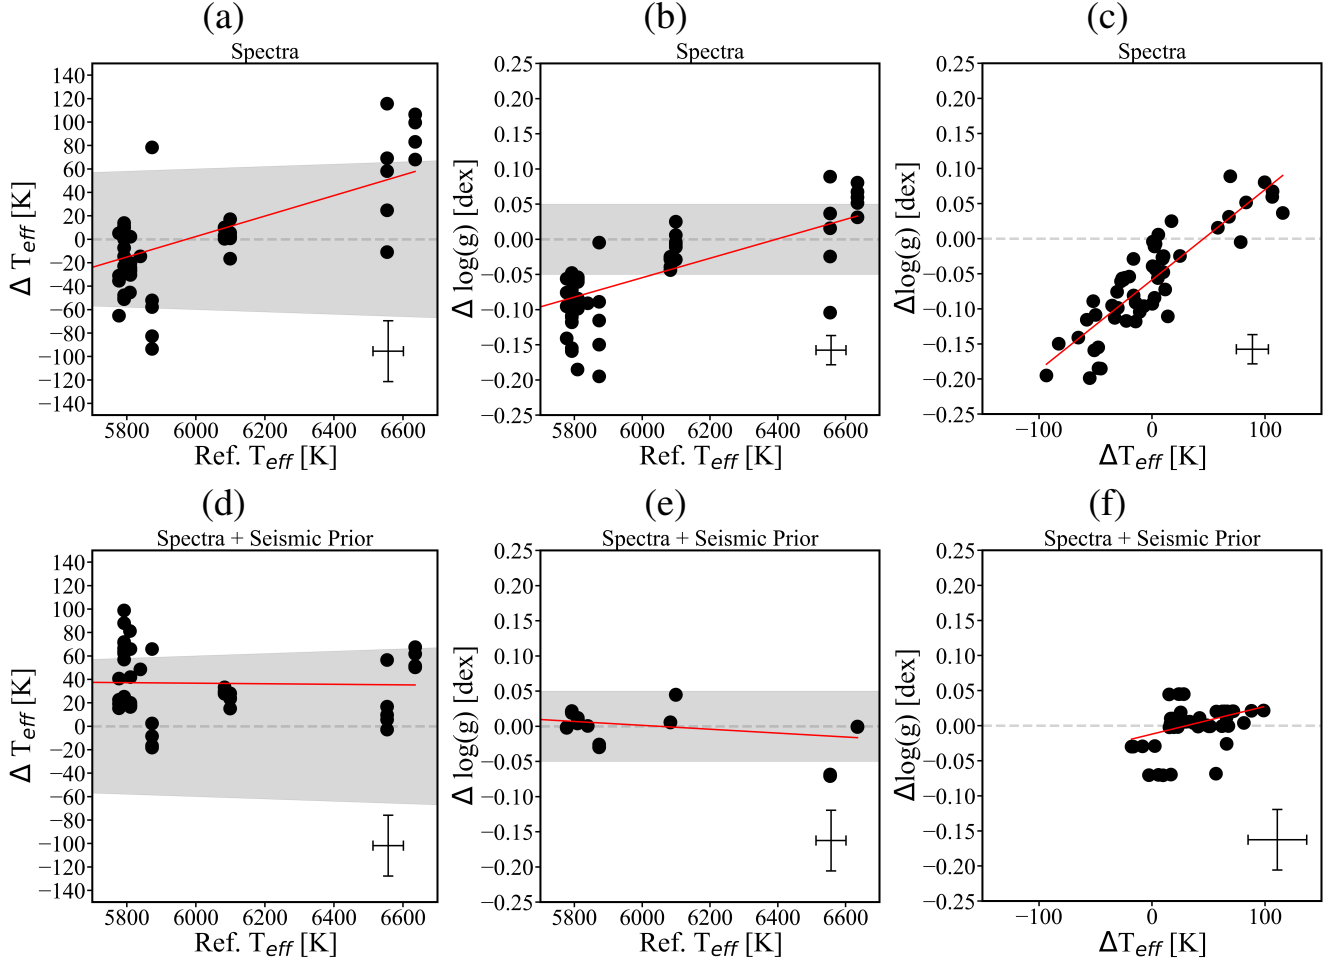 (a)
Spectra
140
120
100
80
60
40
20
0
−20
−40
−60
−80
−100
−120
−140
Δ Teff [K]
5800 6000 6200 6400 6600
Ref. Teff [K]
(b)
Spectra
0.25
0.20
0.15
0.10
0.05
0.00
−0.05
−0.10
−0.15
−0.20
−0.25
Δ log(g) [dex]
5800 6000 6200 6400 6600
Ref. Teff [K]
(c)
Spectra
0.25
0.20
0.15
0.10
0.05
0.00
−0.05
−0.10
−0.15
−0.20
−0.25
Δlog(g) [dex]
−100 0 100
ΔTeff [K]
(d)
Spectra + Seismic Prior
140
120
100
80
60
40
20
0
−20
−40
−60
−80
−100
−120
−140
Δ Teff [K]
5800 6000 6200 6400 6600
Ref. Teff [K]
(e)
Spectra + Seismic Prior
0.25
0.20
0.15
0.10
0.05
0.00
−0.05
−0.10
−0.15
−0.20
−0.25
Δ log(g) [dex]
5800 6000 6200 6400 6600
Ref. Teff [K]
(f)
Spectra + Seismic Prior
0.25
0.20
0.15
0.10
0.05
0.00
−0.05
−0.10
−0.15
−0.20
−0.25
Δlog(g) [dex]
−100 0 100
ΔTeff [K]